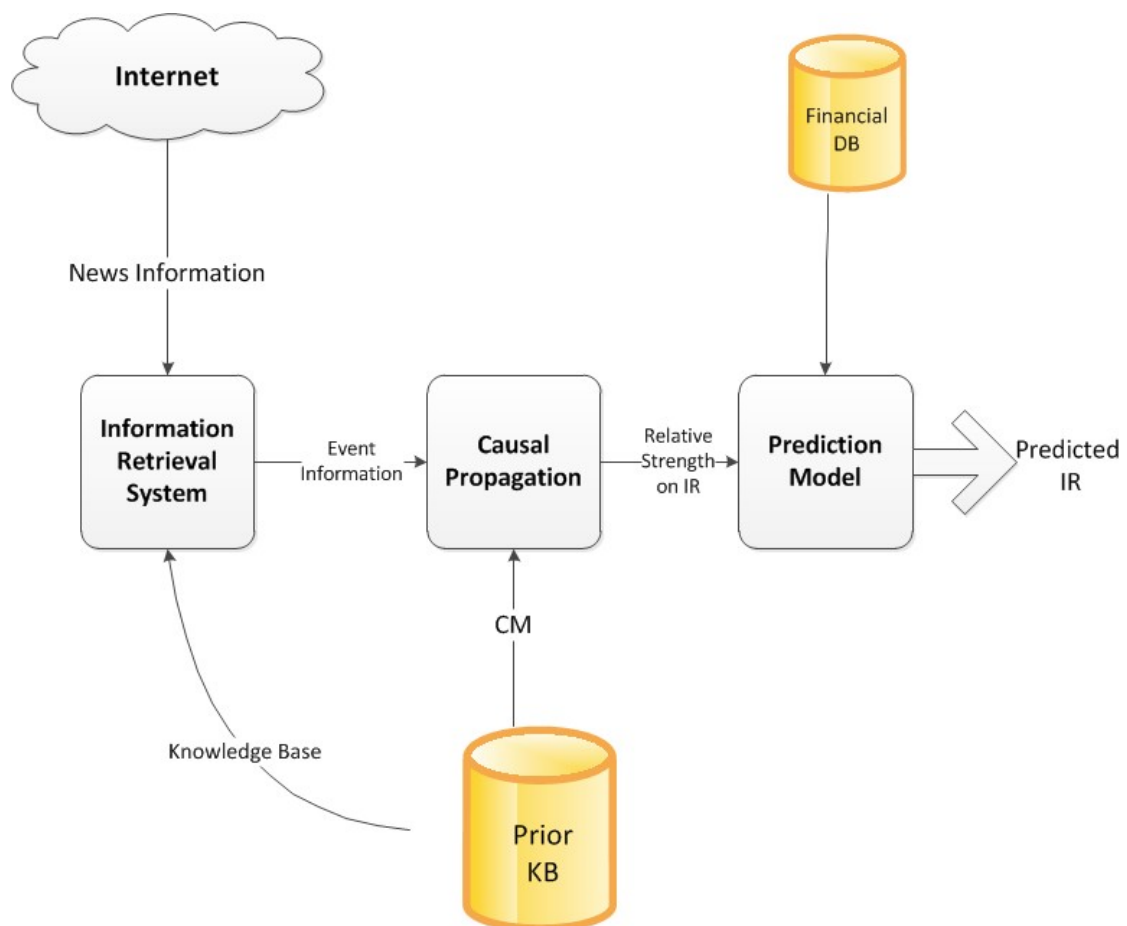 Internet
Financial
DB
News Information
Information
Retrieval
System
Event
Information
Causal
Propagation
Relative
Strength
on IR
Prediction
Model
Predicted
IR
CM
Knowledge Base
Prior
KB